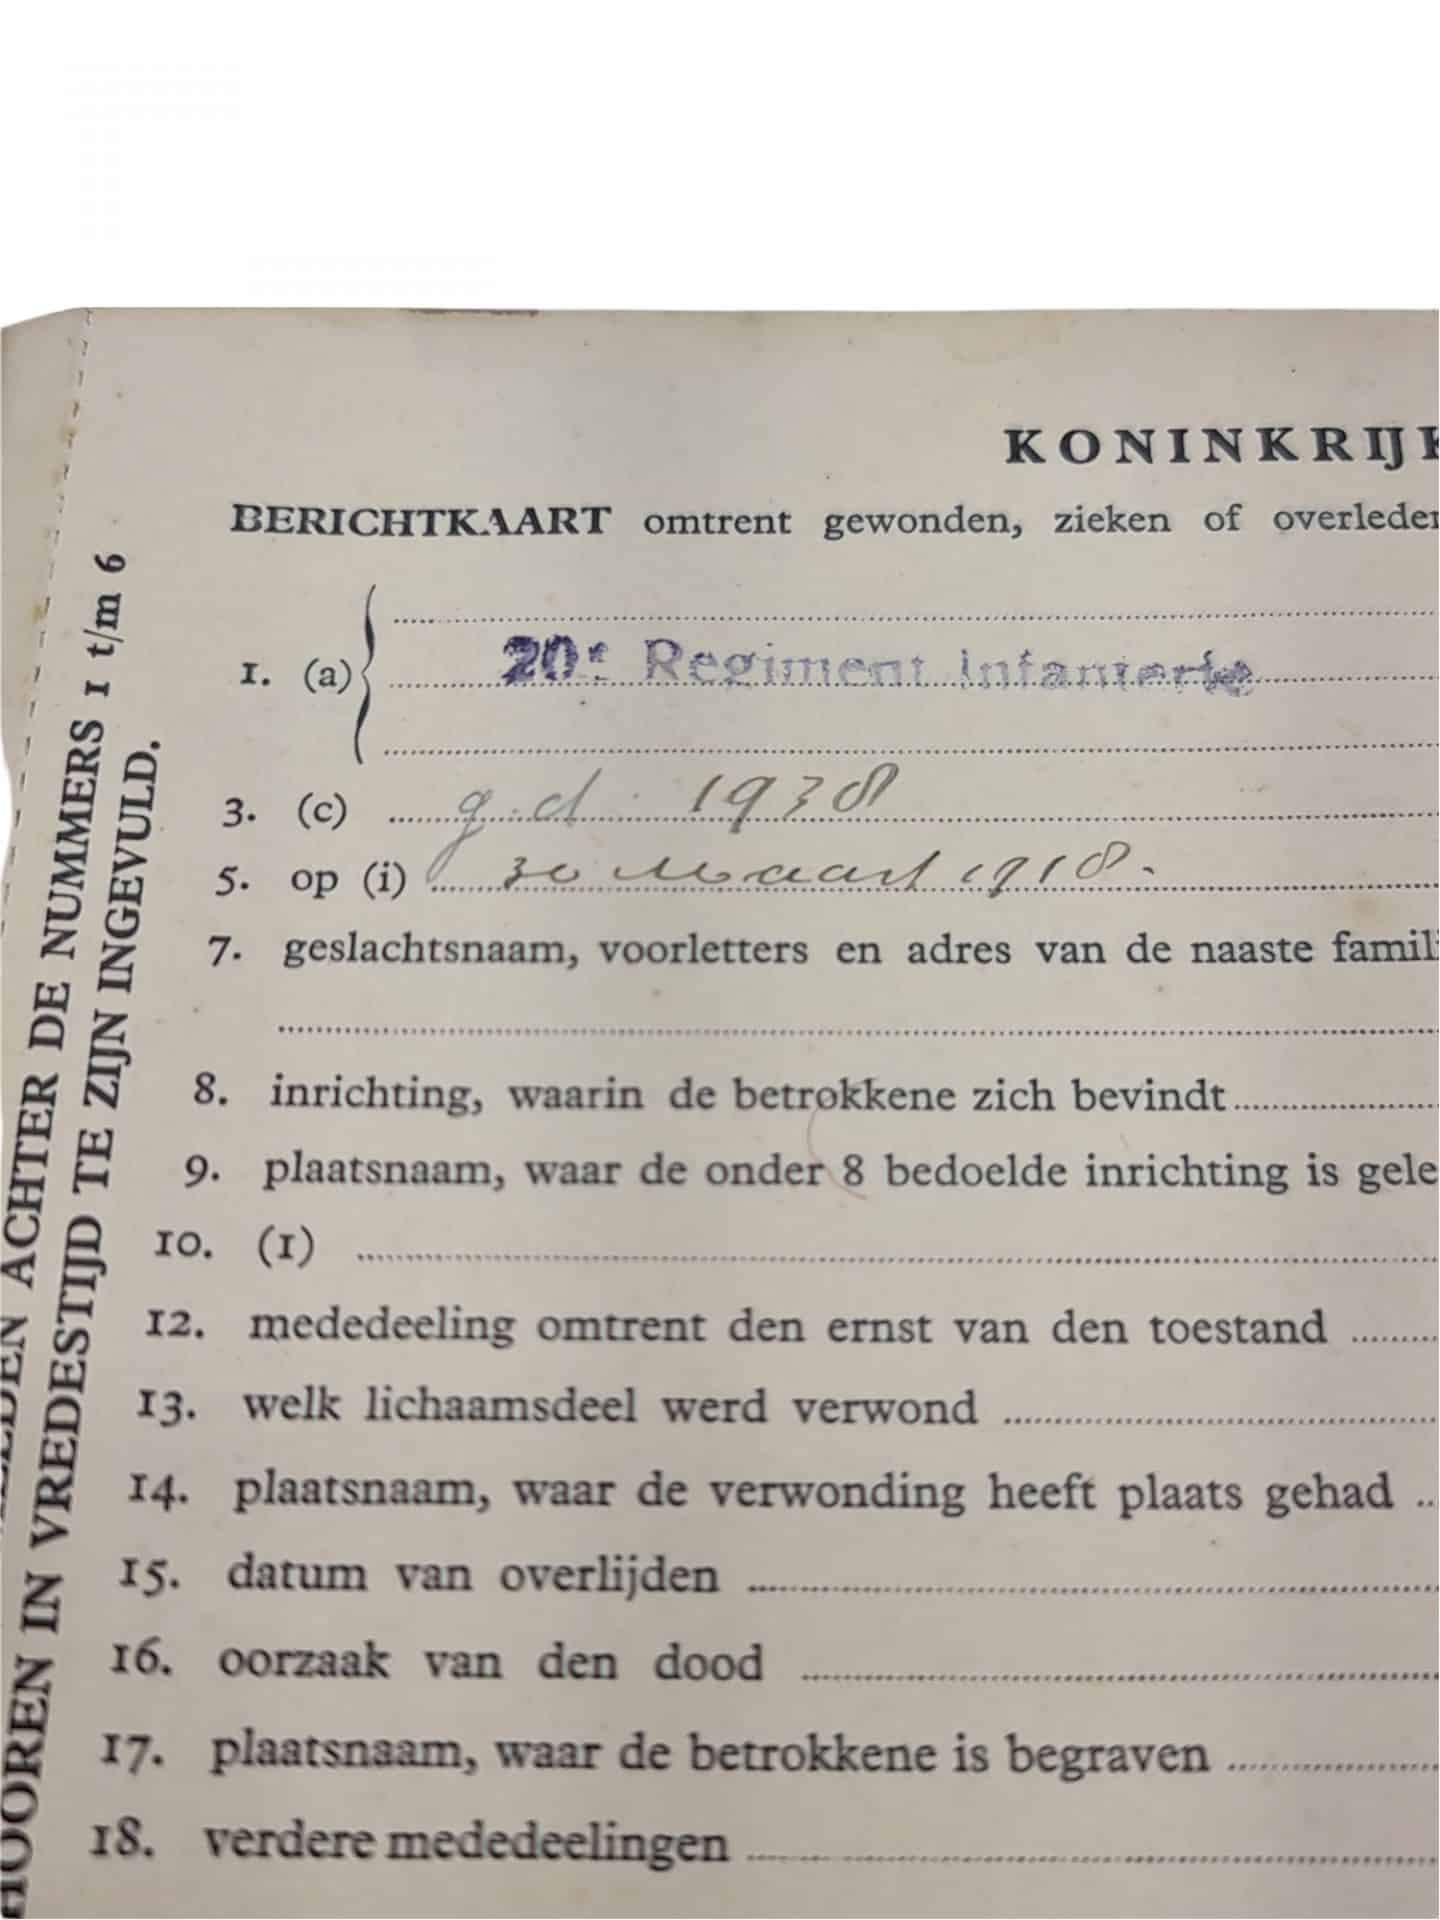 KONINKRIJK
BERICHTKAART omtrent gewonden, zieken of overleden
1. (a)
20e Regiment Infanterie
3. (c) g.d. 1938
5. op (i) 30 Maart 1918.
7. geslachtsnaam, voorletters en adres van de naaste famili
8. inrichting, waarin de betrokkene zich bevindt
9. plaatsnaam, waar de onder 8 bedoelde inrichting is gele
10. (1)
12. mededeeling omtrent den ernst van den toestand
13. welk lichaamsdeel werd verwond
14. plaatsnaam, waar de verwonding heeft plaats gehad
15. datum van overlijden
16. oorzaak van den dood
17. plaatsnaam, waar de betrokkene is begraven
18. verdere mededeelingen
ACHTER DE NUMMERS 1 t/m 6
HOOREN IN VREDESTIJD TE ZIJN INGEVULD.